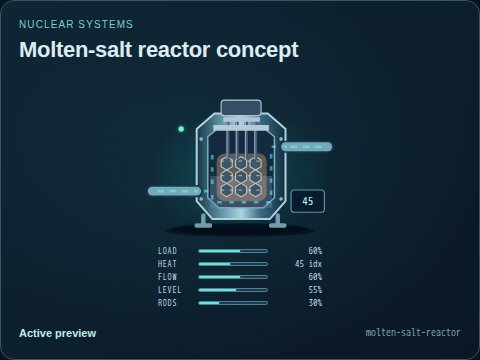 NUCLEAR SYSTEMS
Molten-salt reactor concept
45
LOAD 60%
HEAT 45 idx
FLOW 60%
LEVEL 55%
RODS 30%
Active preview
molten-salt-reactor